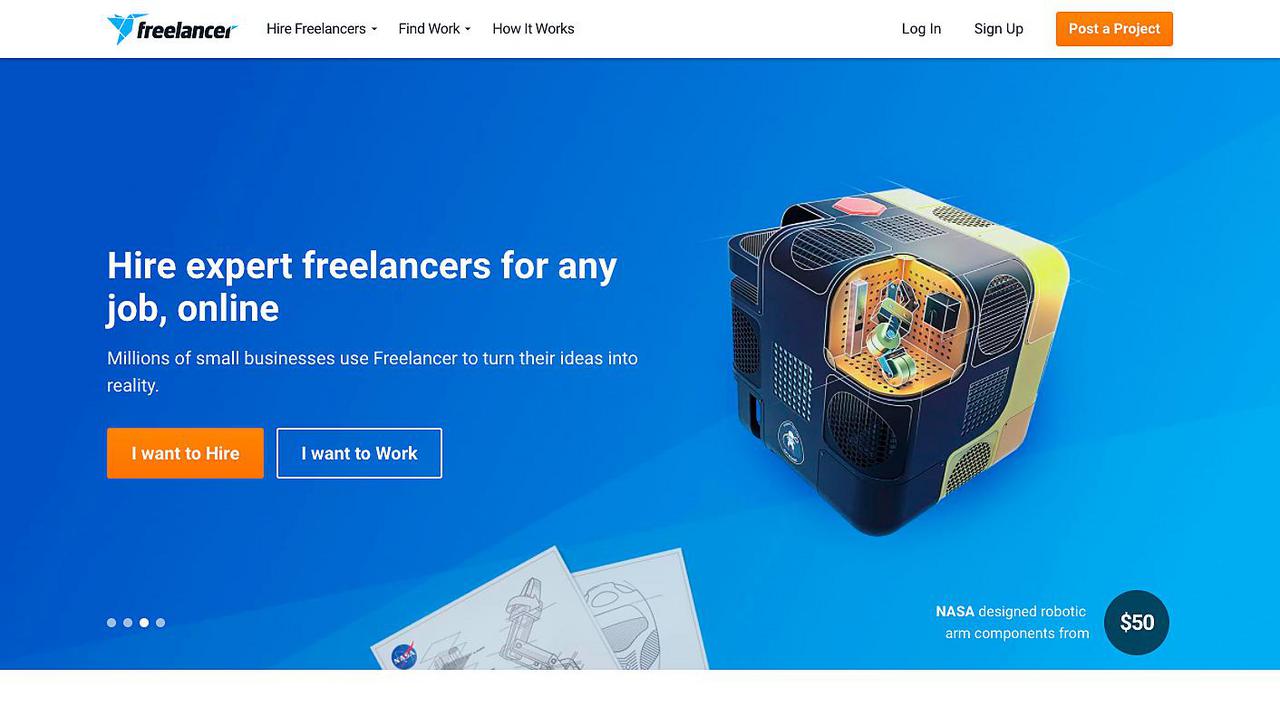 freelancer
Hire Freelancers
Find Work
How It Works
Log In
Sign Up
Post a Project
Hire expert freelancers for any
job, online
Millions of small businesses use Freelancer to turn their ideas into
reality.
I want to Hire
I want to Work
NASA
NASA designed robotic
arm components from
$50